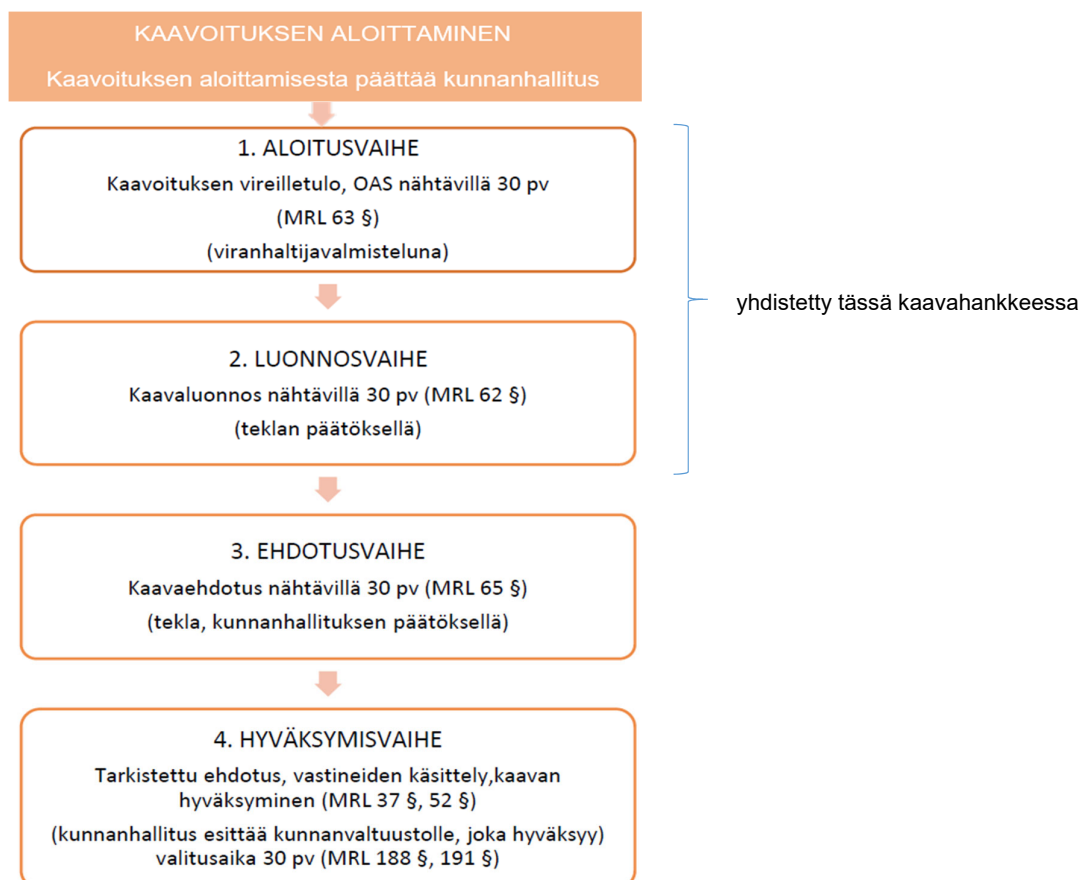 KAAVOITUKSEN ALOITTAMINEN
Kaavoituksen aloittamisesta päättää kunnanhallitus
1. ALOITUSVAIHE
Kaavoituksen vireilletulo, OAS nähtävillä 30 pv
(MRL 63 §)
(viranhaltijavalmisteluna)
yhdistetty tässä kaavahankkeessa
2. LUONNOSVAIHE
Kaavaluonnos nähtävillä 30 pv (MRL 62 §)
(teklan päätöksellä)
3. EHDOTUSVAIHE
Kaavaehdotus nähtävillä 30 pv (MRL 65 §)
(tekla, kunnanhallituksen päätöksellä)
4. HYVÄKSYMISVAIHE
Tarkistettu ehdotus, vastineiden käsittely,kaavan
hyväksyminen (MRL 37 §, 52 §)
(kunnanhallitus esittää kunnanvaltuustolle, joka hyväksyy)
valitusaika 30 pv (MRL 188 §, 191 §)